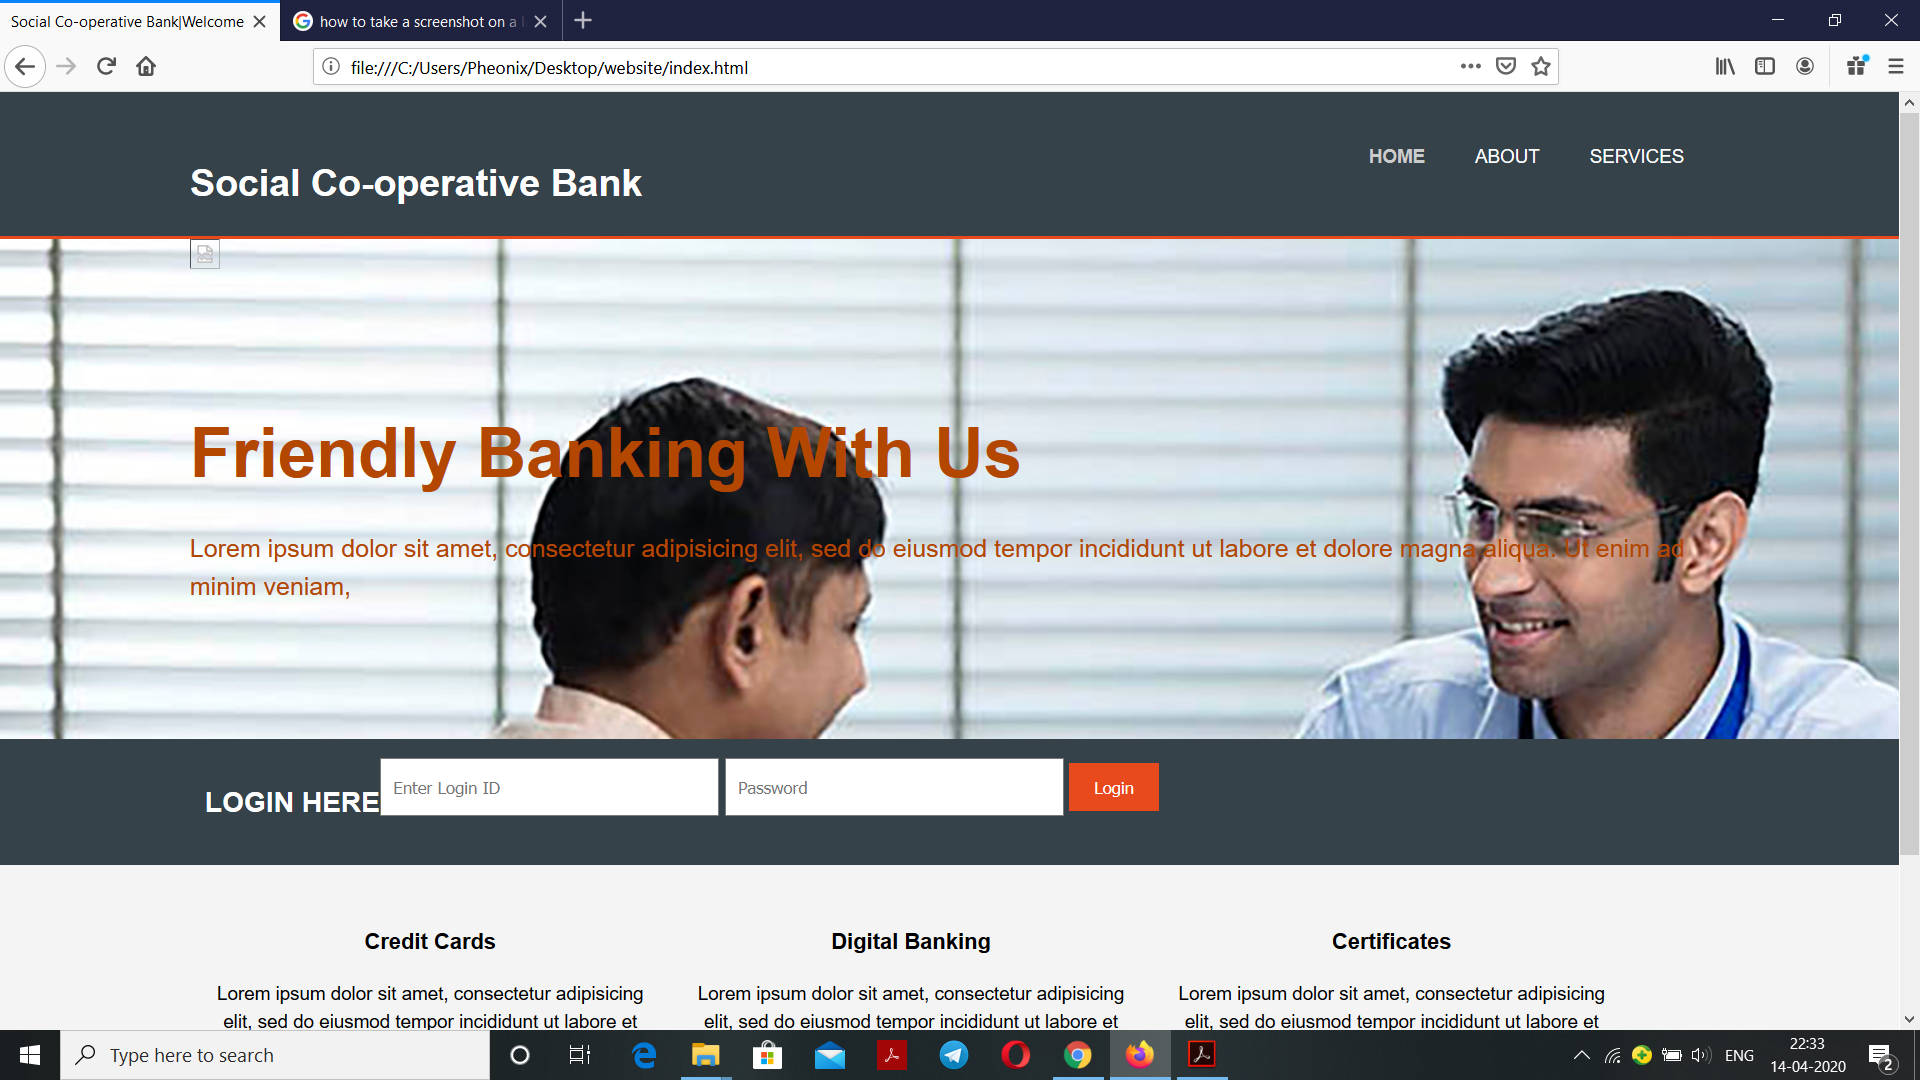 Social Co-operative Bank|Welcome
how to take a screenshot on a
file:///C:/Users/Pheonix/Desktop/website/index.html
HOME ABOUT SERVICES
Social Co-operative Bank
Friendly Banking With Us
Lorem ipsum dolor sit amet, consectetur adipisicing elit, sed do eiusmod tempor incididunt ut labore et dolore magna aliqua. Ut enim ad
minim veniam,
LOGIN HERE Enter Login ID Password Login
Credit Cards
Lorem ipsum dolor sit amet, consectetur adipisicing
elit, sed do eiusmod tempor incididunt ut labore et
Digital Banking
Lorem ipsum dolor sit amet, consectetur adipisicing
elit, sed do eiusmod tempor incididunt ut labore et
Certificates
Lorem ipsum dolor sit amet, consectetur adipisicing
elit, sed do eiusmod tempor incididunt ut labore et
Type here to search
ENG
22:33
14-04-2020
2